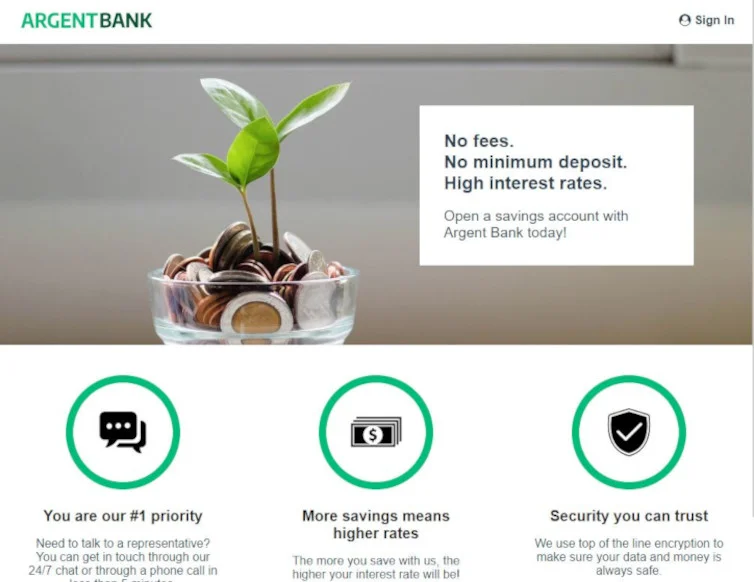 ARGENTBANK
Sign In
No fees.
No minimum deposit.
High interest rates.
Open a savings account with
Argent Bank today!
You are our #1 priority
Need to talk to a representative?
You can get in touch through our
24/7 chat or through a phone call in
less than 5 minutes.
More savings means
higher rates
The more you save with us, the
higher your interest rate will be!
Security you can trust
We use top of the line encryption to
make sure your data and money is
always safe.